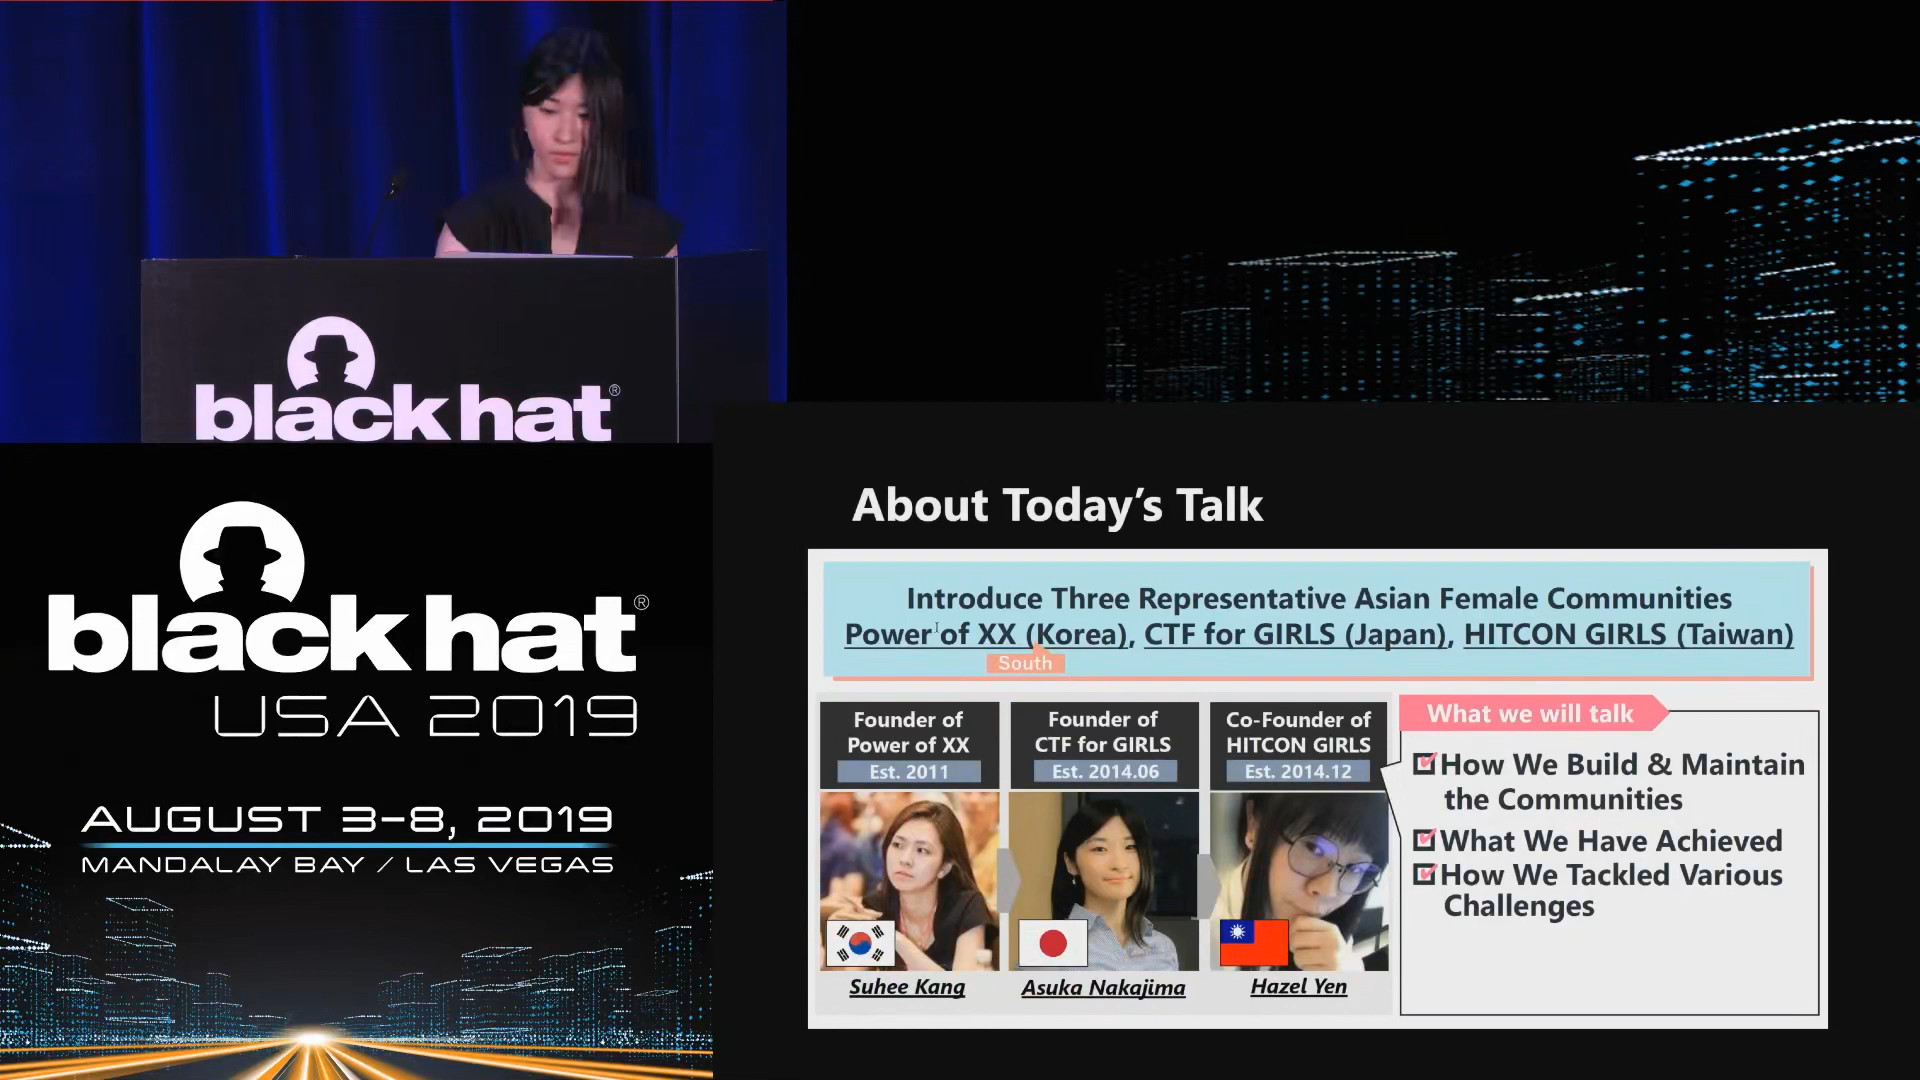 black hat®
black hat®
USA 2019
AUGUST 3-8, 2019
MANDALAY BAY / LAS VEGAS
About Today’s Talk
Introduce Three Representative Asian Female Communities
Power of XX (Korea), CTF for GIRLS (Japan), HITCON GIRLS (Taiwan)
South
Founder of
Power of XX
Est. 2011
Suhee Kang
Founder of
CTF for GIRLS
Est. 2014.06
Asuka Nakajima
Co-Founder of
HITCON GIRLS
Est. 2014.12
Hazel Yen
What we will talk
How We Build & Maintain
the Communities
What We Have Achieved
How We Tackled Various
Challenges